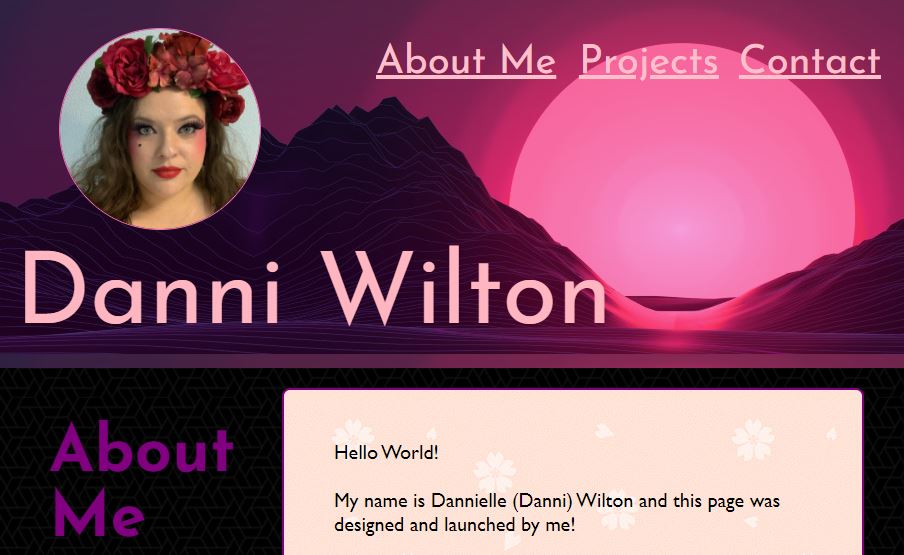 About Me Projects Contact
Danni Wilton
About
Me
Hello World!
My name is Dannielle (Danni) Wilton and this page was
designed and launched by me!